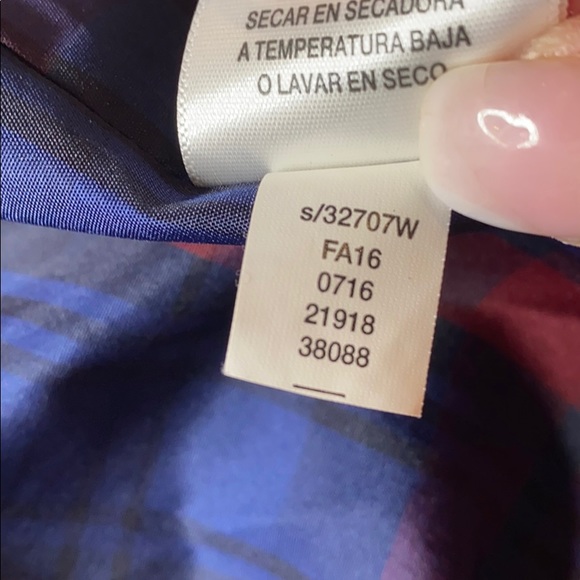 SECAR EN SECADORA
A TEMPERATURA BAJA
O LAVAR EN SECO
s/32707W
FA16
0716
21918
38088